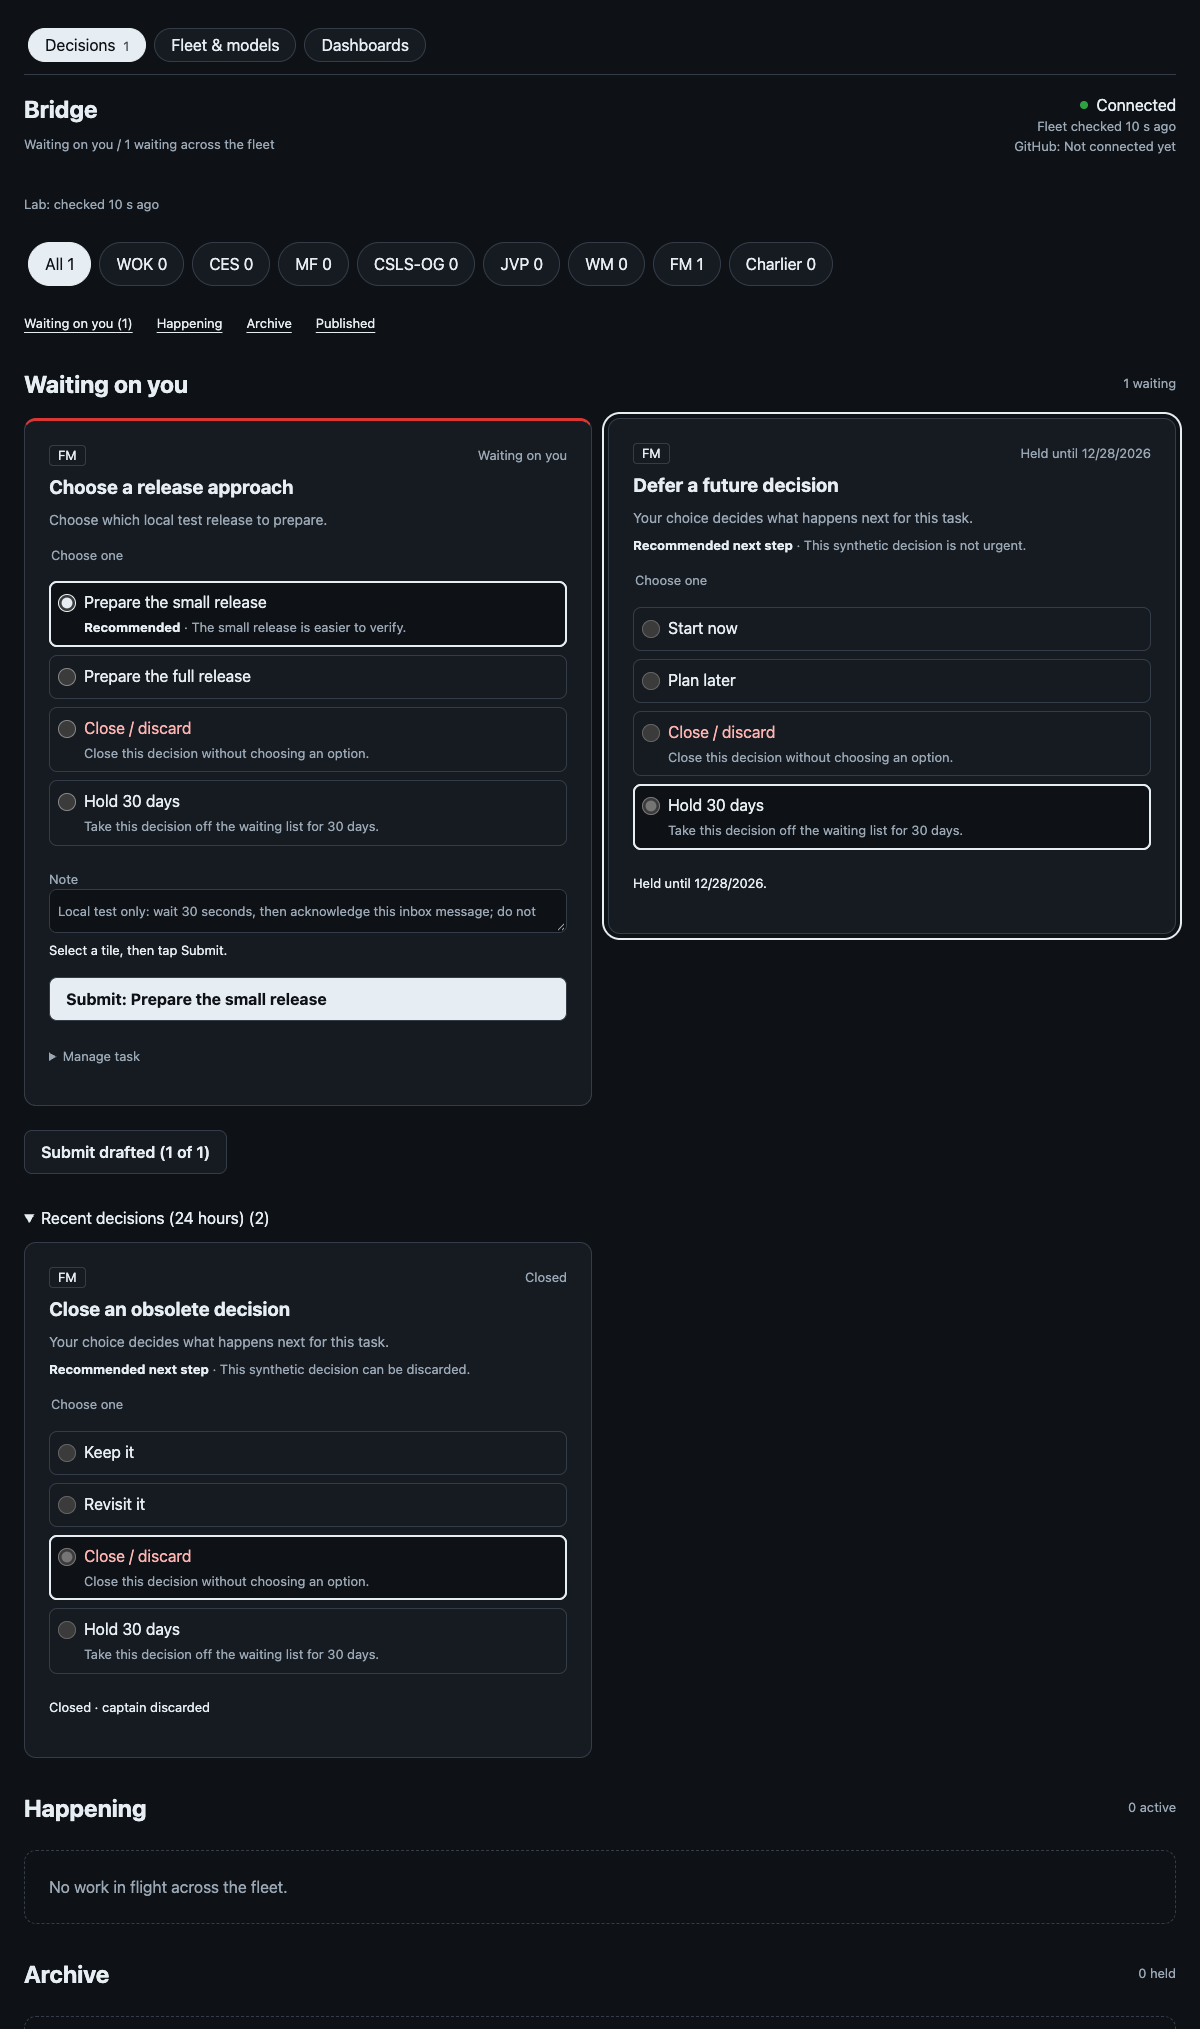 Decisions 1
Fleet & models
Dashboards
Bridge
Connected
Fleet checked 10 s ago
Waiting on you / 1 waiting across the fleet
GitHub: Not connected yet
Lab: checked 10 s ago
All 1
WOK 0
CES 0
MF 0
CSLS-OG 0
JVP 0
WM 0
FM 1
Charlier 0
Waiting on you (1)
Happening
Archive
Published
Waiting on you
1 waiting
FM
Waiting on you
Choose a release approach
Choose which local test release to prepare.
Choose one
Prepare the small release
Recommended · The small release is easier to verify.
Prepare the full release
Close / discard
Close this decision without choosing an option.
Hold 30 days
Take this decision off the waiting list for 30 days.
Note
Local test only: wait 30 seconds, then acknowledge this inbox message; do not
Select a tile, then tap Submit.
Submit: Prepare the small release
Manage task
FM
Held until 12/28/2026
Defer a future decision
Your choice decides what happens next for this task.
Recommended next step · This synthetic decision is not urgent.
Choose one
Start now
Plan later
Close / discard
Close this decision without choosing an option.
Hold 30 days
Take this decision off the waiting list for 30 days.
Held until 12/28/2026.
Submit drafted (1 of 1)
Recent decisions (24 hours) (2)
FM
Closed
Close an obsolete decision
Your choice decides what happens next for this task.
Recommended next step · This synthetic decision can be discarded.
Choose one
Keep it
Revisit it
Close / discard
Close this decision without choosing an option.
Hold 30 days
Take this decision off the waiting list for 30 days.
Closed · captain discarded
Happening
0 active
No work in flight across the fleet.
Archive
0 held